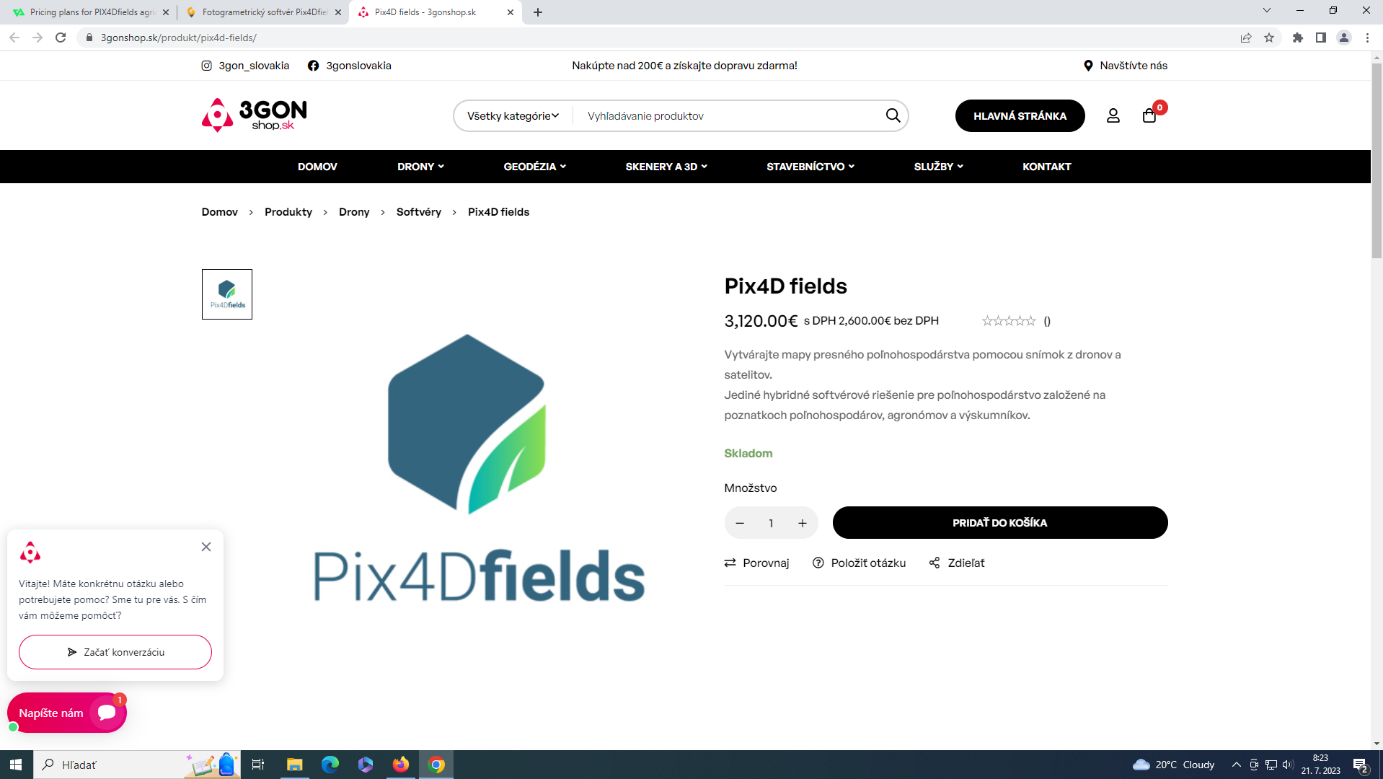 Pricing plans for PIX4Dfields agri
Fotogrametrický softvér Pix4Dfiel
Pix4D fields - 3gonshop.sk
3gonshop.sk/produkt/pix4d-fields/
3gon_slovakia
3gonslovakia
Nakúpte nad 200€ a získajte dopravu zdarma!
Navštívte nás
3GON
shop.sk
Všetky kategórie
Vyhladávanie produktov
HLAVNÁ STRÁNKA
0
DOMOV
DRONY
GEODÉZIA
SKENERY A 3D
STAVEBNÍCTVO
SLUŽBY
KONTAKT
Domov > Produkty > Drony > Softvéry > Pix4D fields
Pix4Dfields
Pix4Dfields
Pix4D fields
3,120.00€ s DPH 2,600.00€ bez DPH
()
Vytvárajte mapy presného poľnohospodárstva pomocou snímok z dronov a
satelitov.
Jediné hybridné softvérové riešenie pre poľnohospodárstvo založené na
poznatkoch poľnohospodárov, agronómov a výskumníkov.
Skladom
Množstvo
− 1 +
PRIDAŤ DO KOŠÍKA
Porovnaj
Položiť otázku
Zdieľať
Vitajte! Máte konkrétnu otázku alebo
potrebujete pomoc? Sme tu pre vás. S čím
vám môžeme pomôcť?
Začať konverzáciu
Napíšte nám
1
Hľadať
20°C Cloudy
8:23
21. 7. 2023
2